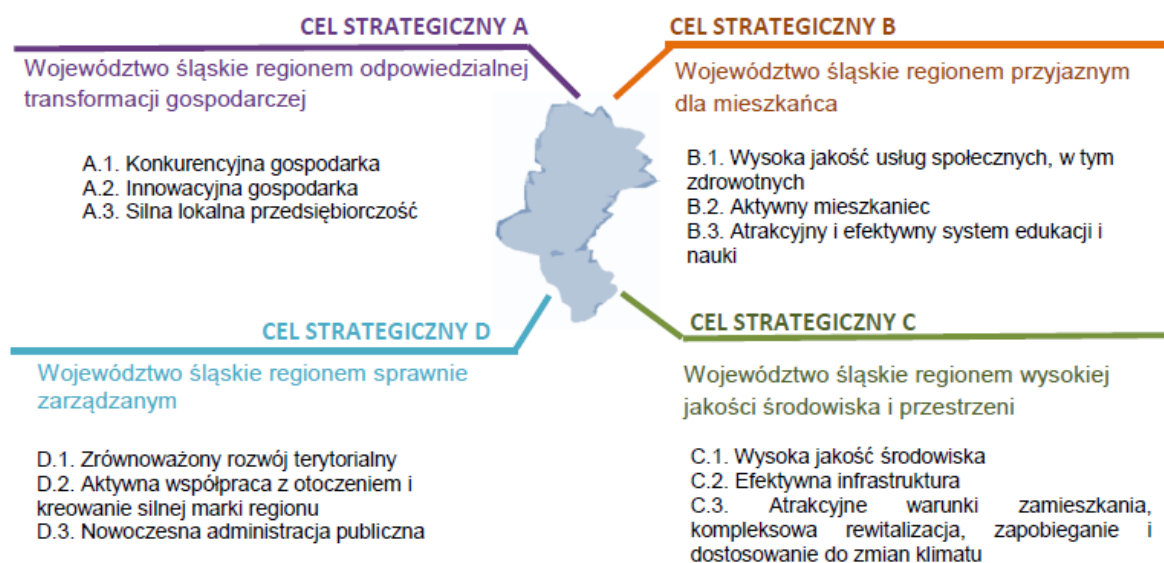 CEL STRATEGICZNY A
Województwo śląskie regionem odpowiedzialnej
transformacji gospodarczej
A.1. Konkurencyjna gospodarka
A.2. Innowacyjna gospodarka
A.3. Silna lokalna przedsiębiorczość
CEL STRATEGICZNY B
Województwo śląskie regionem przyjaznym
dla mieszkańca
B.1. Wysoka jakość usług społecznych, w tym
zdrowotnych
B.2. Aktywny mieszkaniec
B.3. Atrakcyjny i efektywny system edukacji i
nauki
CEL STRATEGICZNY D
Województwo śląskie regionem sprawnie
zarządzanym
D.1. Zrównoważony rozwój terytorialny
D.2. Aktywna współpraca z otoczeniem i
kreowanie silnej marki regionu
D.3. Nowoczesna administracja publiczna
CEL STRATEGICZNY C
Województwo śląskie regionem wysokiej
jakości środowiska i przestrzeni
C.1. Wysoka jakość środowiska
C.2. Efektywna infrastruktura
C.3. Atrakcyjne warunki zamieszkania,
kompleksowa rewitalizacja, zapobieganie i
dostosowanie do zmian klimatu